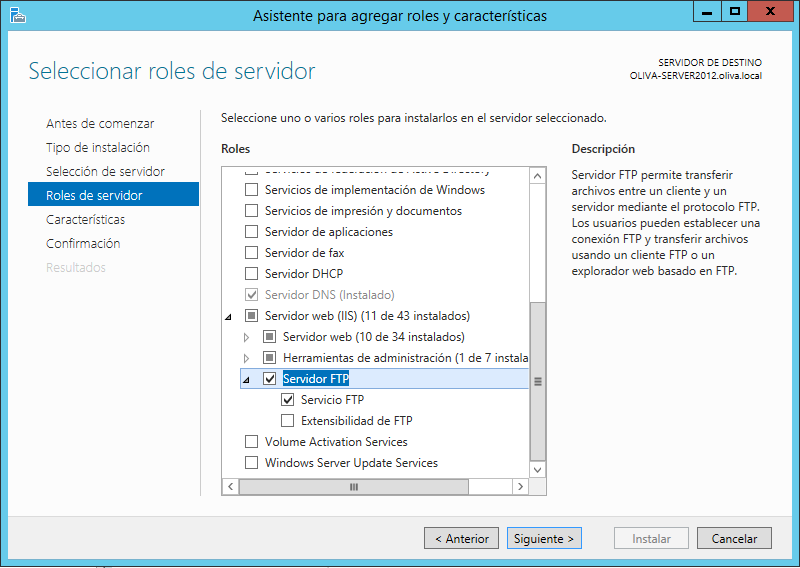 Asistente para agregar roles y características
Seleccionar roles de servidor
SERVIDOR DE DESTINO
OLIVA-SERVER2012.oliva.local
Antes de comenzar
Tipo de instalación
Selección de servidor
Roles de servidor
Características
Confirmación
Resultados
Seleccione uno o varios roles para instalarlos en el servidor seleccionado.
Roles
Servicios de federación de Active Directory
Servicios de implementación de Windows
Servicios de impresión y documentos
Servidor de aplicaciones
Servidor de fax
Servidor DHCP
Servidor DNS (Instalado)
Servidor web (IIS) (11 de 43 instalados)
Servidor web (10 de 34 instalados)
Herramientas de administración (1 de 7 instala
Servidor FTP
Servicio FTP
Extensibilidad de FTP
Volume Activation Services
Windows Server Update Services
Descripción
Servidor FTP permite transferir
archivos entre un cliente y un
servidor mediante el protocolo FTP.
Los usuarios pueden establecer una
conexión FTP y transferir archivos
usando un cliente FTP o un
explorador web basado en FTP.
< Anterior
Siguiente >
Instalar
Cancelar